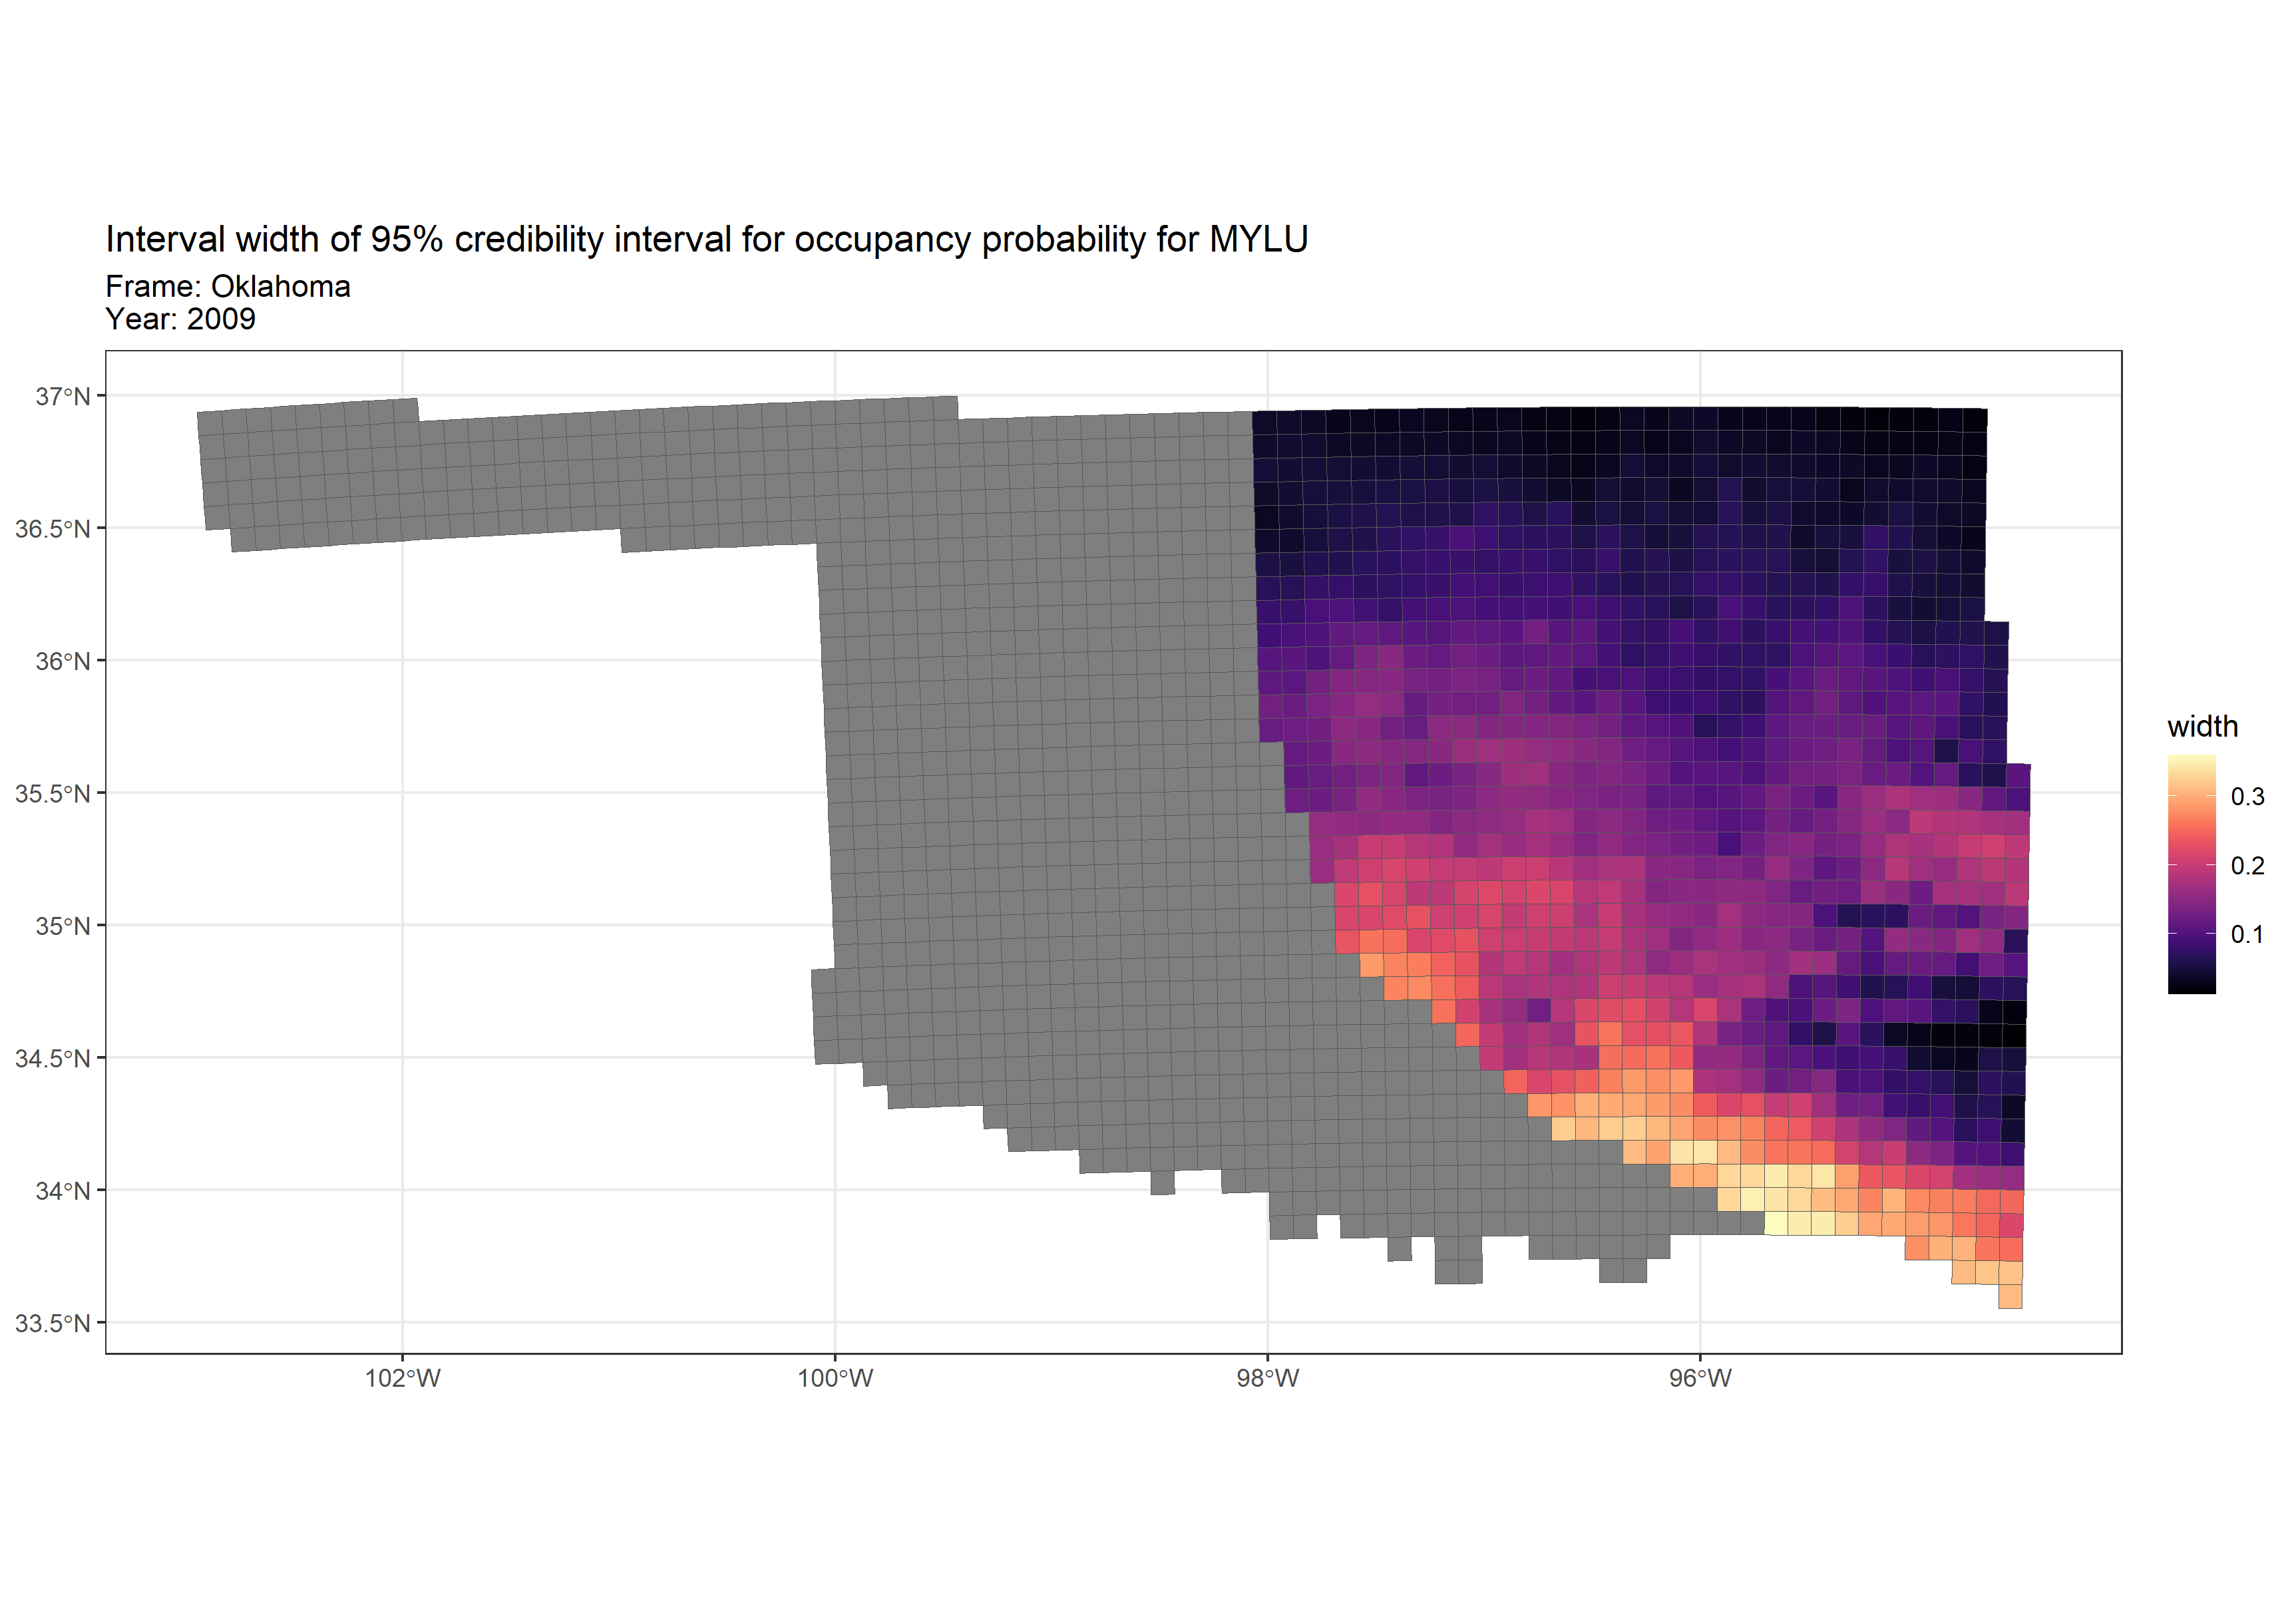 Interval width of 95% credibility interval for occupancy probability for MYLU
Frame: Oklahoma
Year: 2009
37°N
36.5°N
36°N
35.5°N
35°N
34.5°N
34°N
33.5°N
102°W
100°W
98°W
96°W
width
0.3
0.2
0.1